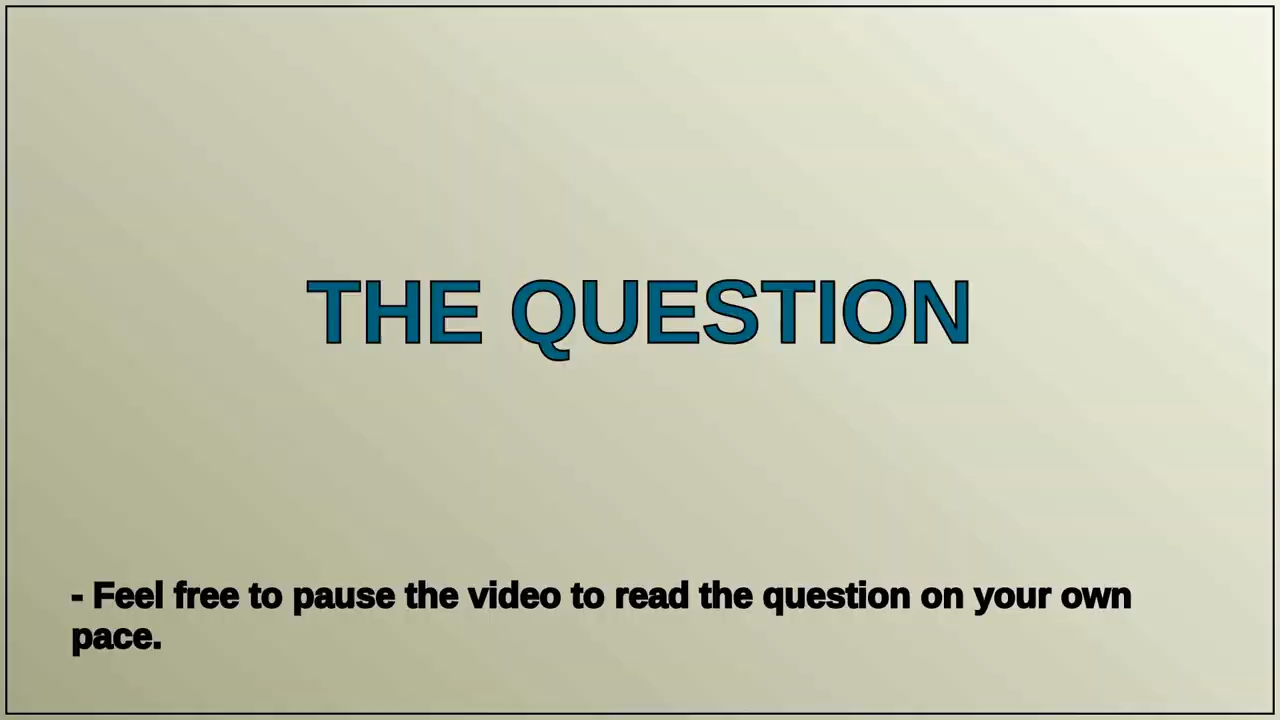 THE QUESTION
- Feel free to pause the video to read the question on your own
pace.